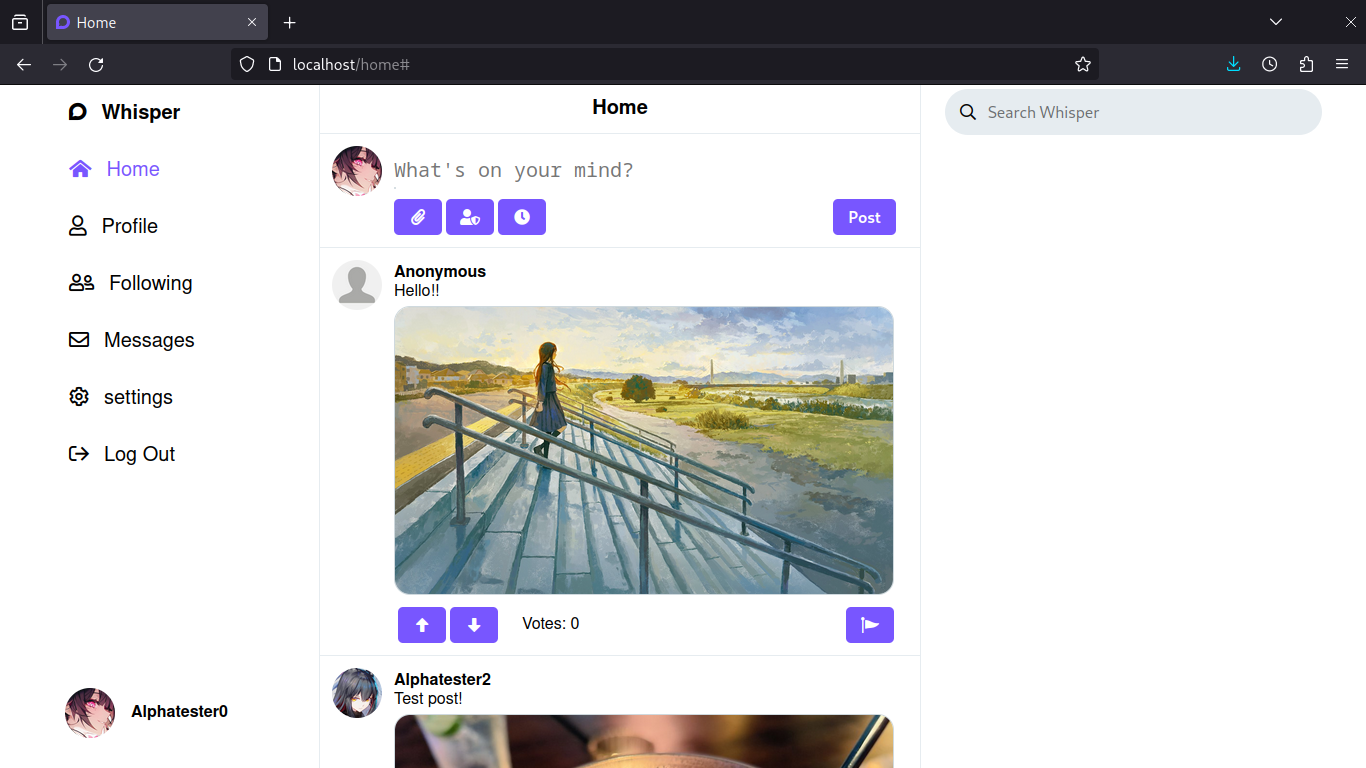 Home
localhost/home#
Whisper
Home
Profile
Following
Messages
settings
Log Out
Alphatester0
Home
What's on your mind?
Post
Anonymous
Hello!!
Votes: 0
Alphatester2
Test post!
Search Whisper